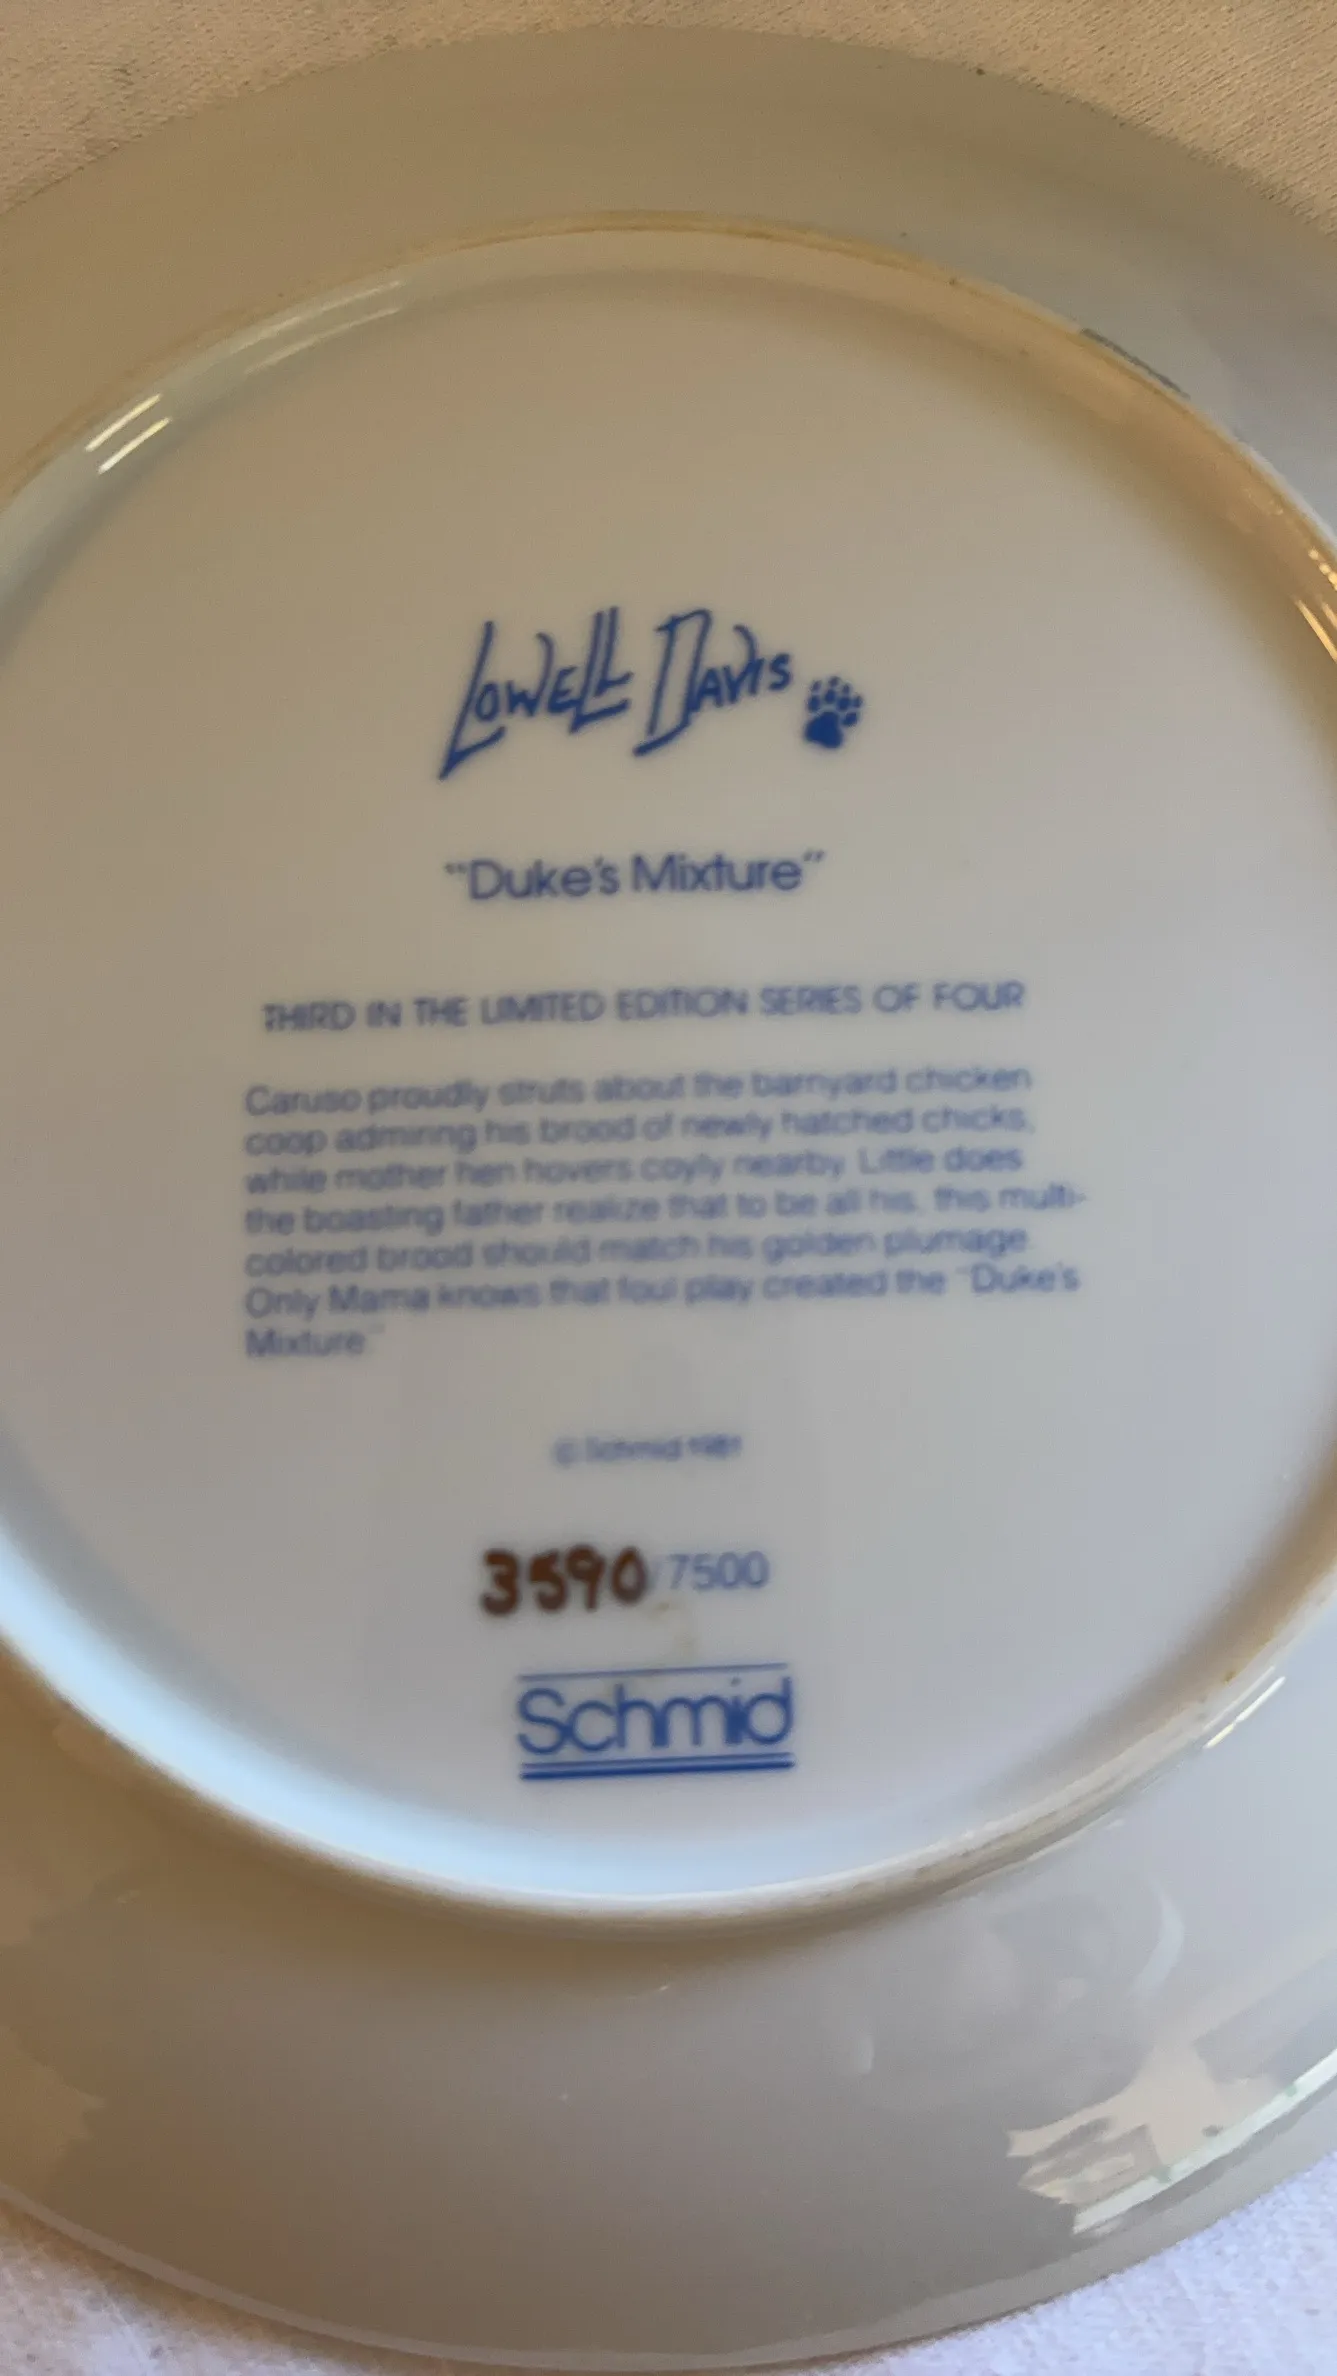 LOWELL DAVIS
"Duke's Mixture"
THIRD IN THE LIMITED EDITION SERIES OF FOUR
Caruso proudly struts about the barnyard chicken
coop admiring his brood of newly hatched chicks,
while mother hen hovers coyly nearby. Little does
the boasting father realize that to be all his, this multi-
colored brood should match his golden plumage.
Only Mama knows that foul play created the "Duke's
Mixture."
© Schmid 1981
3590/7500
Schmid